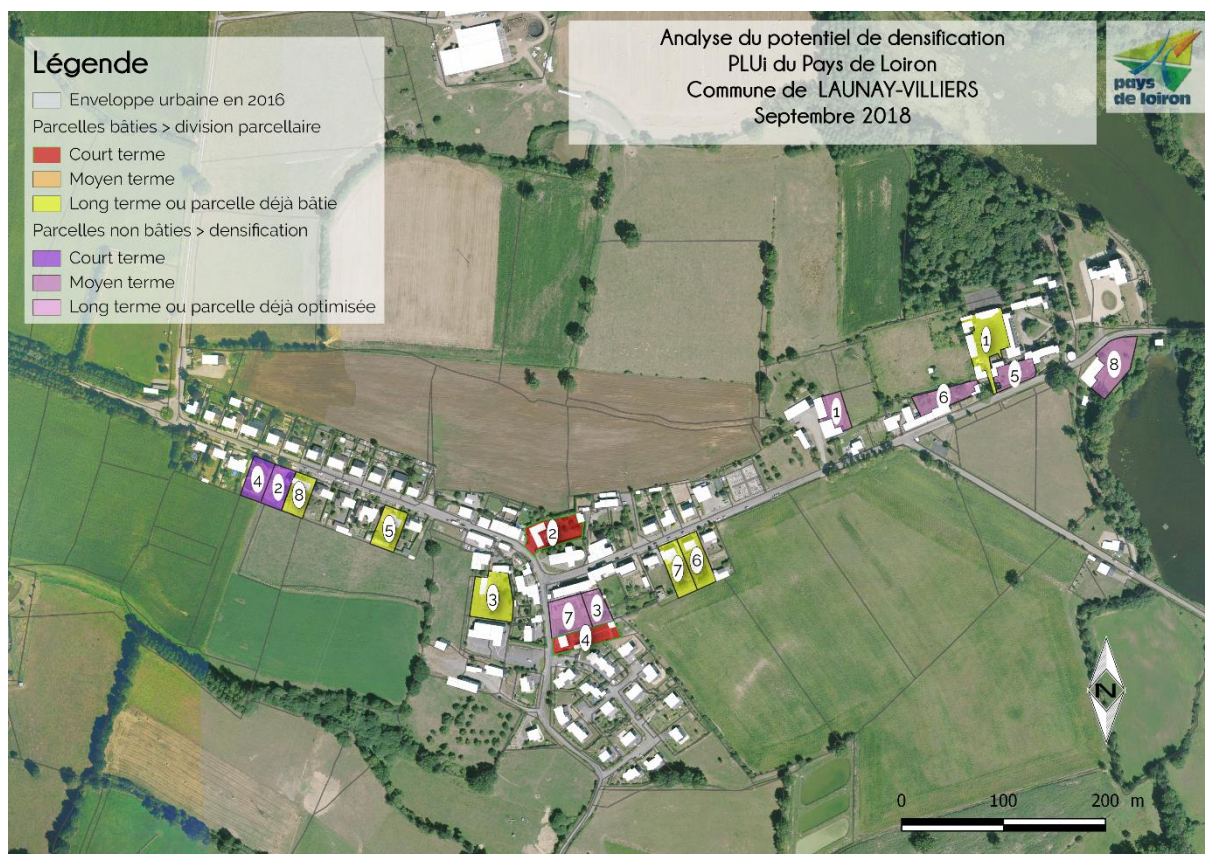 Analyse du potentiel de densification
PLUi du Pays de Loiron
Commune de LAUNAY-VILLIERS
Septembre 2018
pays
de loiron
Légende
Enveloppe urbaine en 2016
Parcelles bâties > division parcellaire
Court terme
Moyen terme
Long terme ou parcelle déjà bâtie
Parcelles non bâties > densification
Court terme
Moyen terme
Long terme ou parcelle déjà optimisée
1
5
8
6
1
4
2
8
5
2
7
6
3
7
3
4
N
0 100 200 m